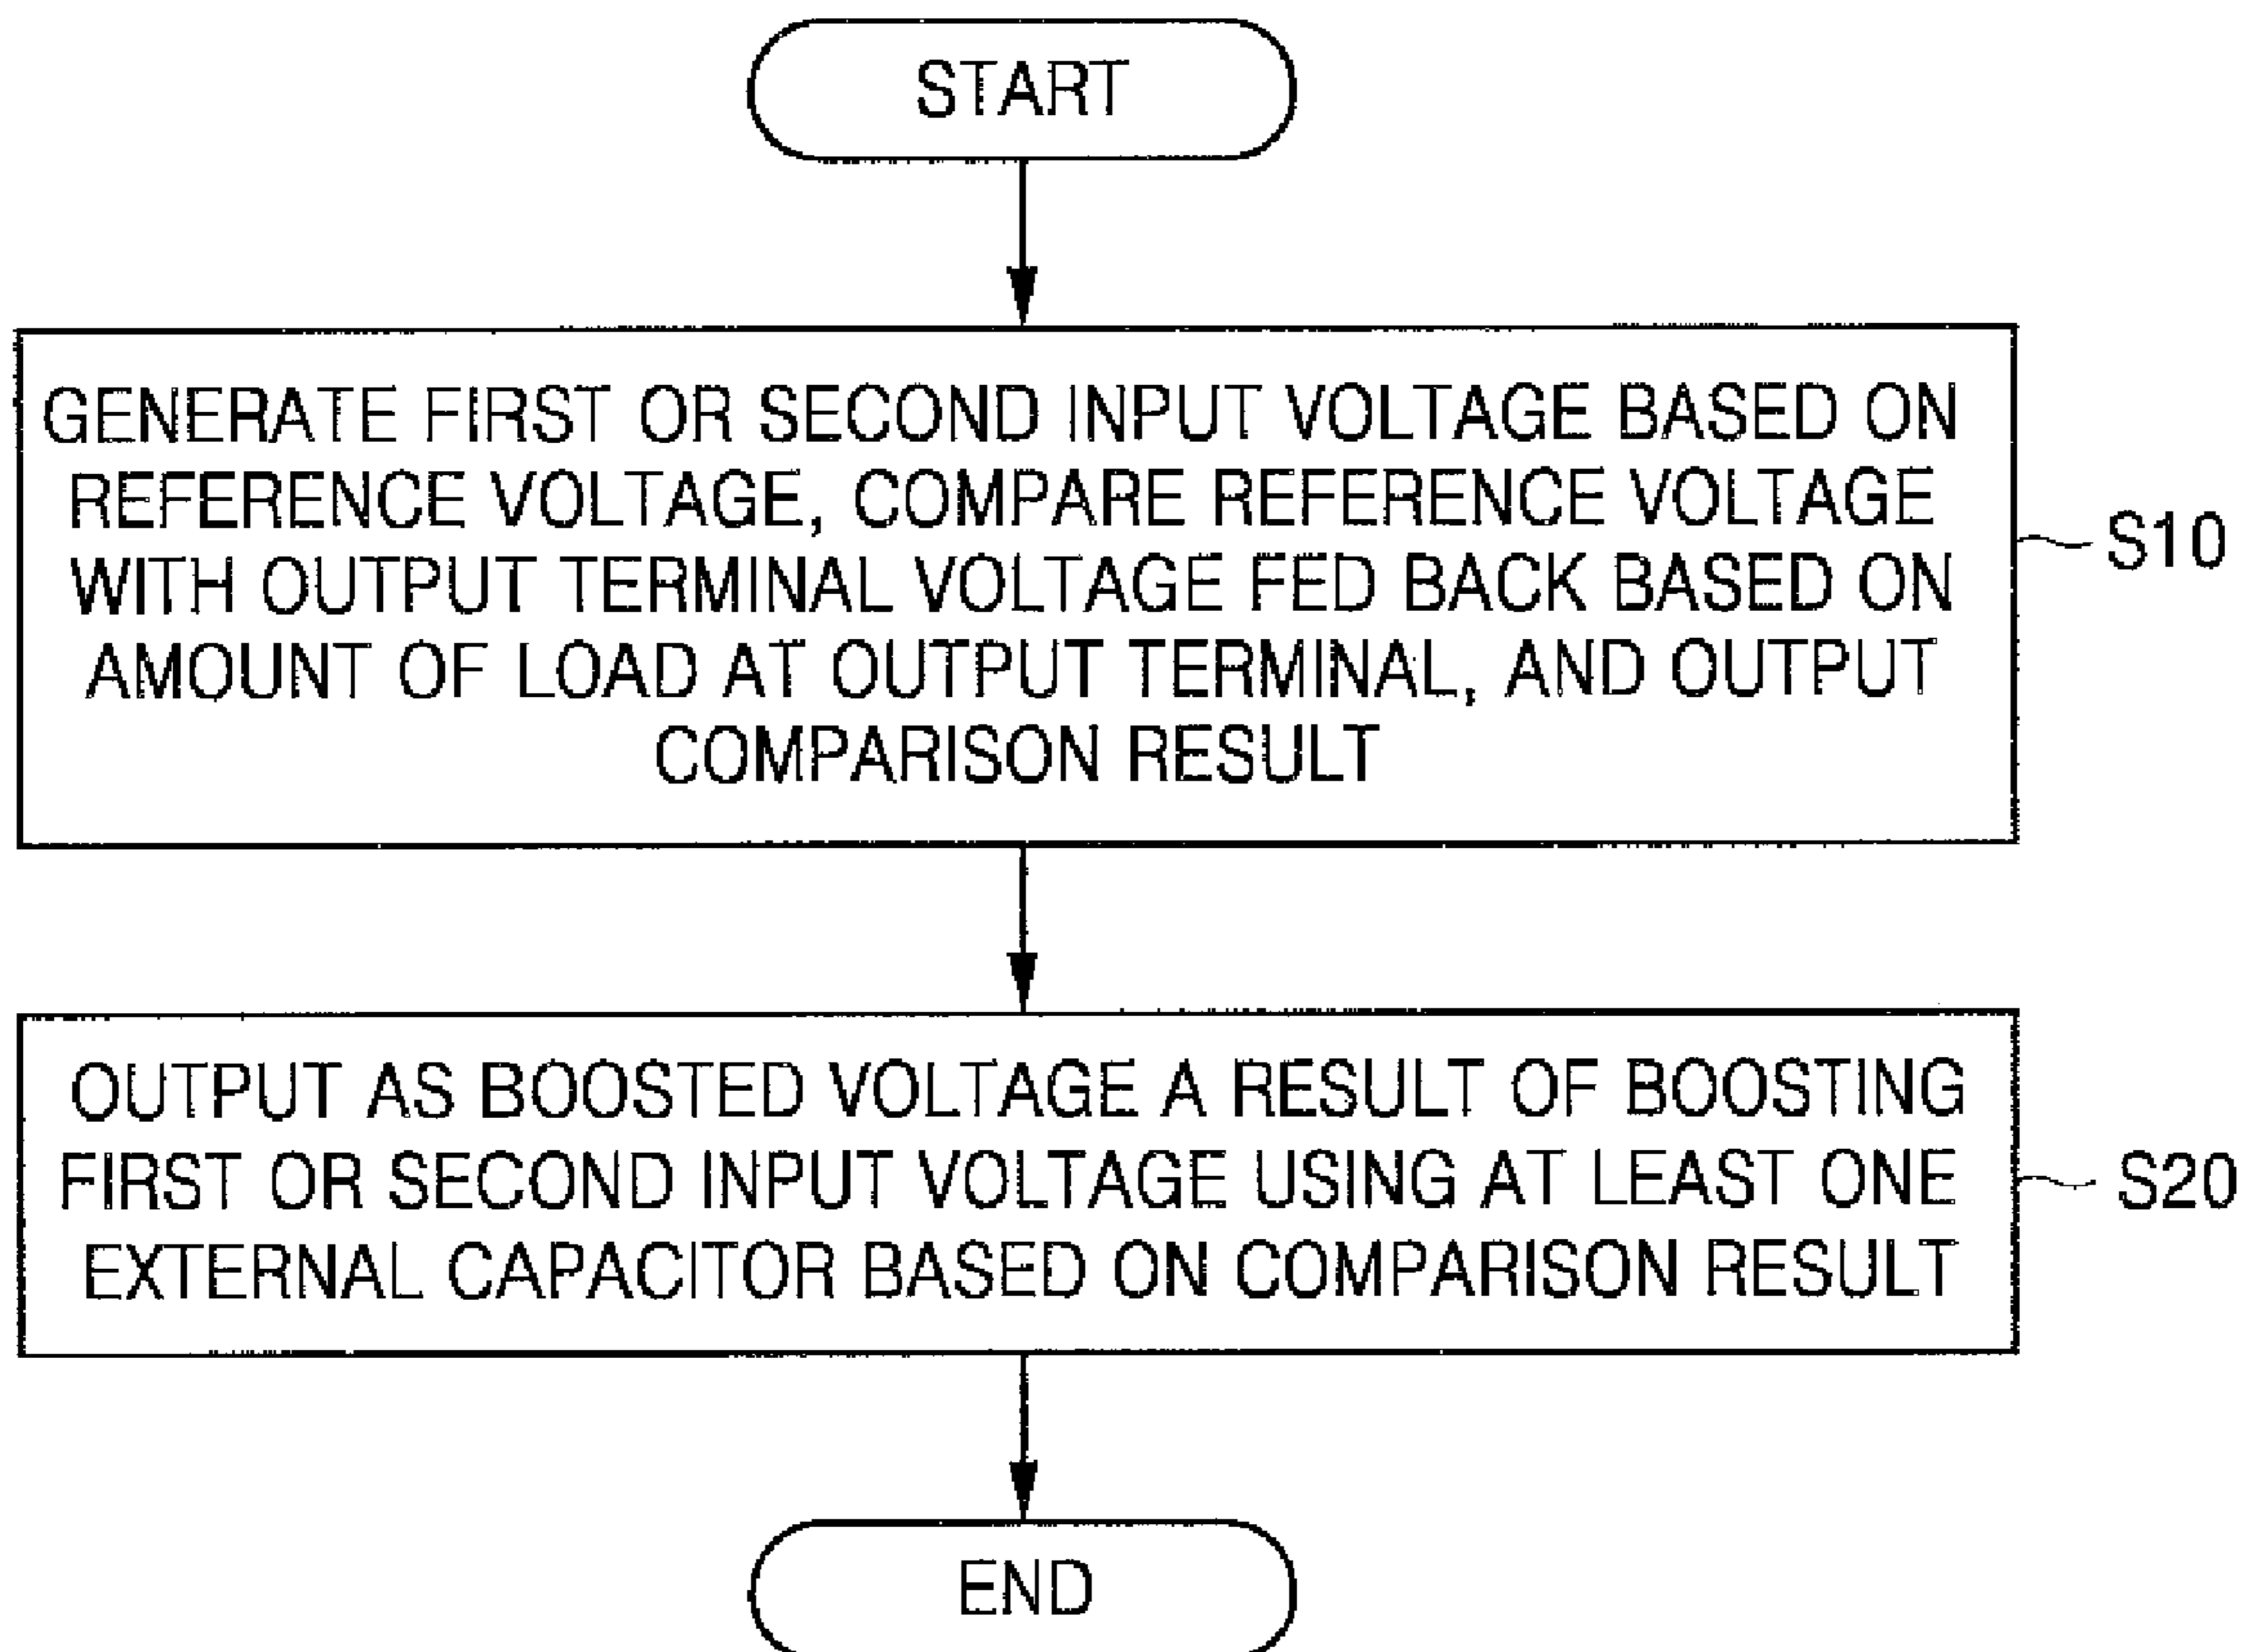 START
GENERATE FIRST OR SECOND INPUT VOLTAGE BASED ON
REFERENCE VOLTAGE, COMPARE REFERENCE VOLTAGE
WITH OUTPUT TERMINAL VOLTAGE FED BACK BASED ON
AMOUNT OF LOAD AT OUTPUT TERMINAL, AND OUTPUT
COMPARISON RESULT
S10
OUTPUT AS BOOSTED VOLTAGE A RESULT OF BOOSTING
FIRST OR SECOND INPUT VOLTAGE USING AT LEAST ONE
EXTERNAL CAPACITOR BASED ON COMPARISON RESULT
S20
END